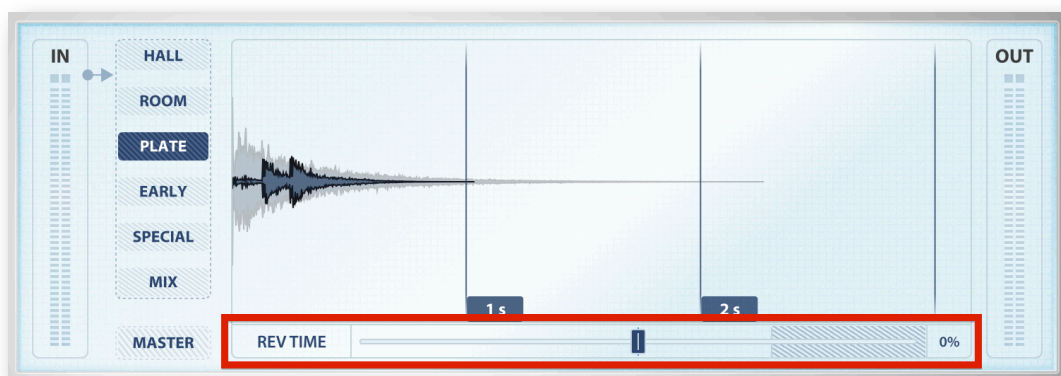 IN
HALL
ROOM
PLATE
EARLY
SPECIAL
MIX
MASTER
1 s
2 s
REV TIME
0%
OUT